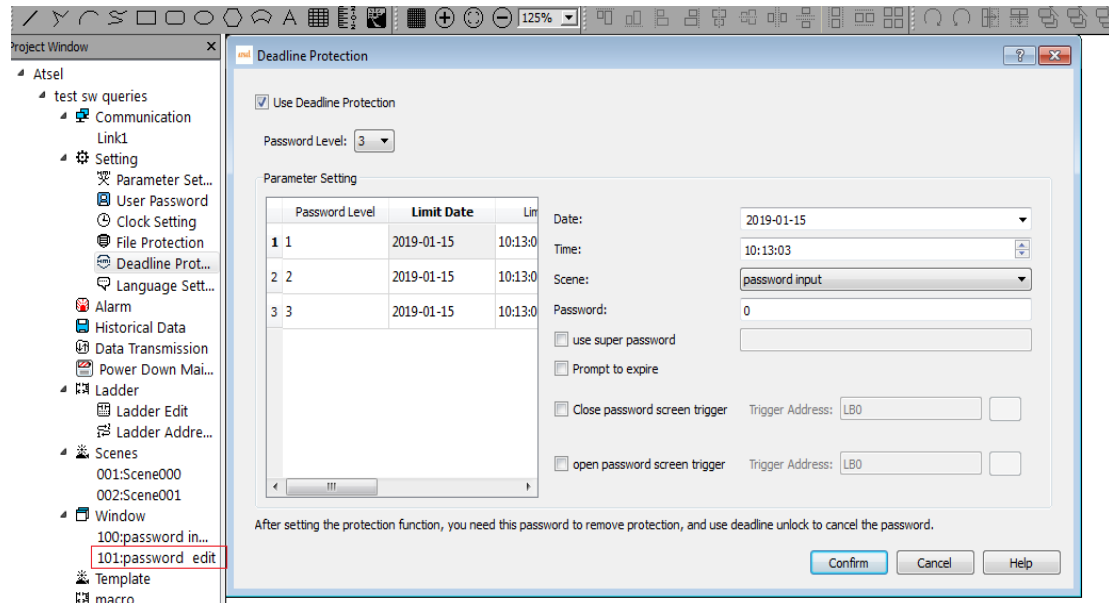 125%
Project Window
x
Atsel
test sw queries
Communication
Link1
Setting
Parameter Set...
User Password
Clock Setting
File Protection
Deadline Prot...
Language Sett...
Alarm
Historical Data
Data Transmission
Power Down Mai...
Ladder
Ladder Edit
Ladder Addre...
Scenes
001:Scene000
002:Scene001
Window
100:password in...
101:password edit
Template
macro
Deadline Protection
Use Deadline Protection
Password Level: 3
Parameter Setting
Password Level Limit Date Lim
1 1 2019-01-15 10:13:0
2 2 2019-01-15 10:13:0
3 3 2019-01-15 10:13:0
Date: 2019-01-15
Time: 10:13:03
Scene: password input
Password: 0
use super password
Prompt to expire
Close password screen trigger Trigger Address: LB0
open password screen trigger Trigger Address: LB0
After setting the protection function, you need this password to remove protection, and use deadline unlock to cancel the password.
Confirm Cancel Help